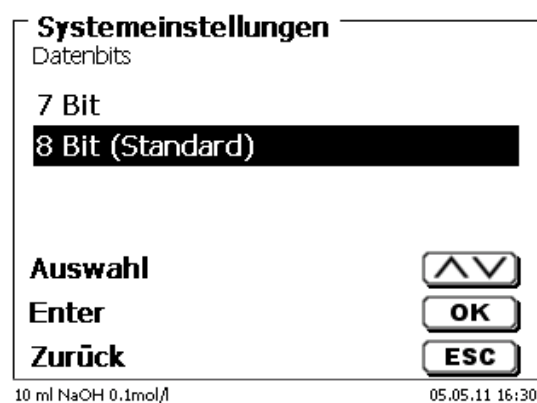 Systemeinstellungen
Datenbits
7 Bit
8 Bit (Standard)
Auswahl
Enter OK
Zurück ESC
10 ml NaOH 0.1mol/l 05.05.11 16:30